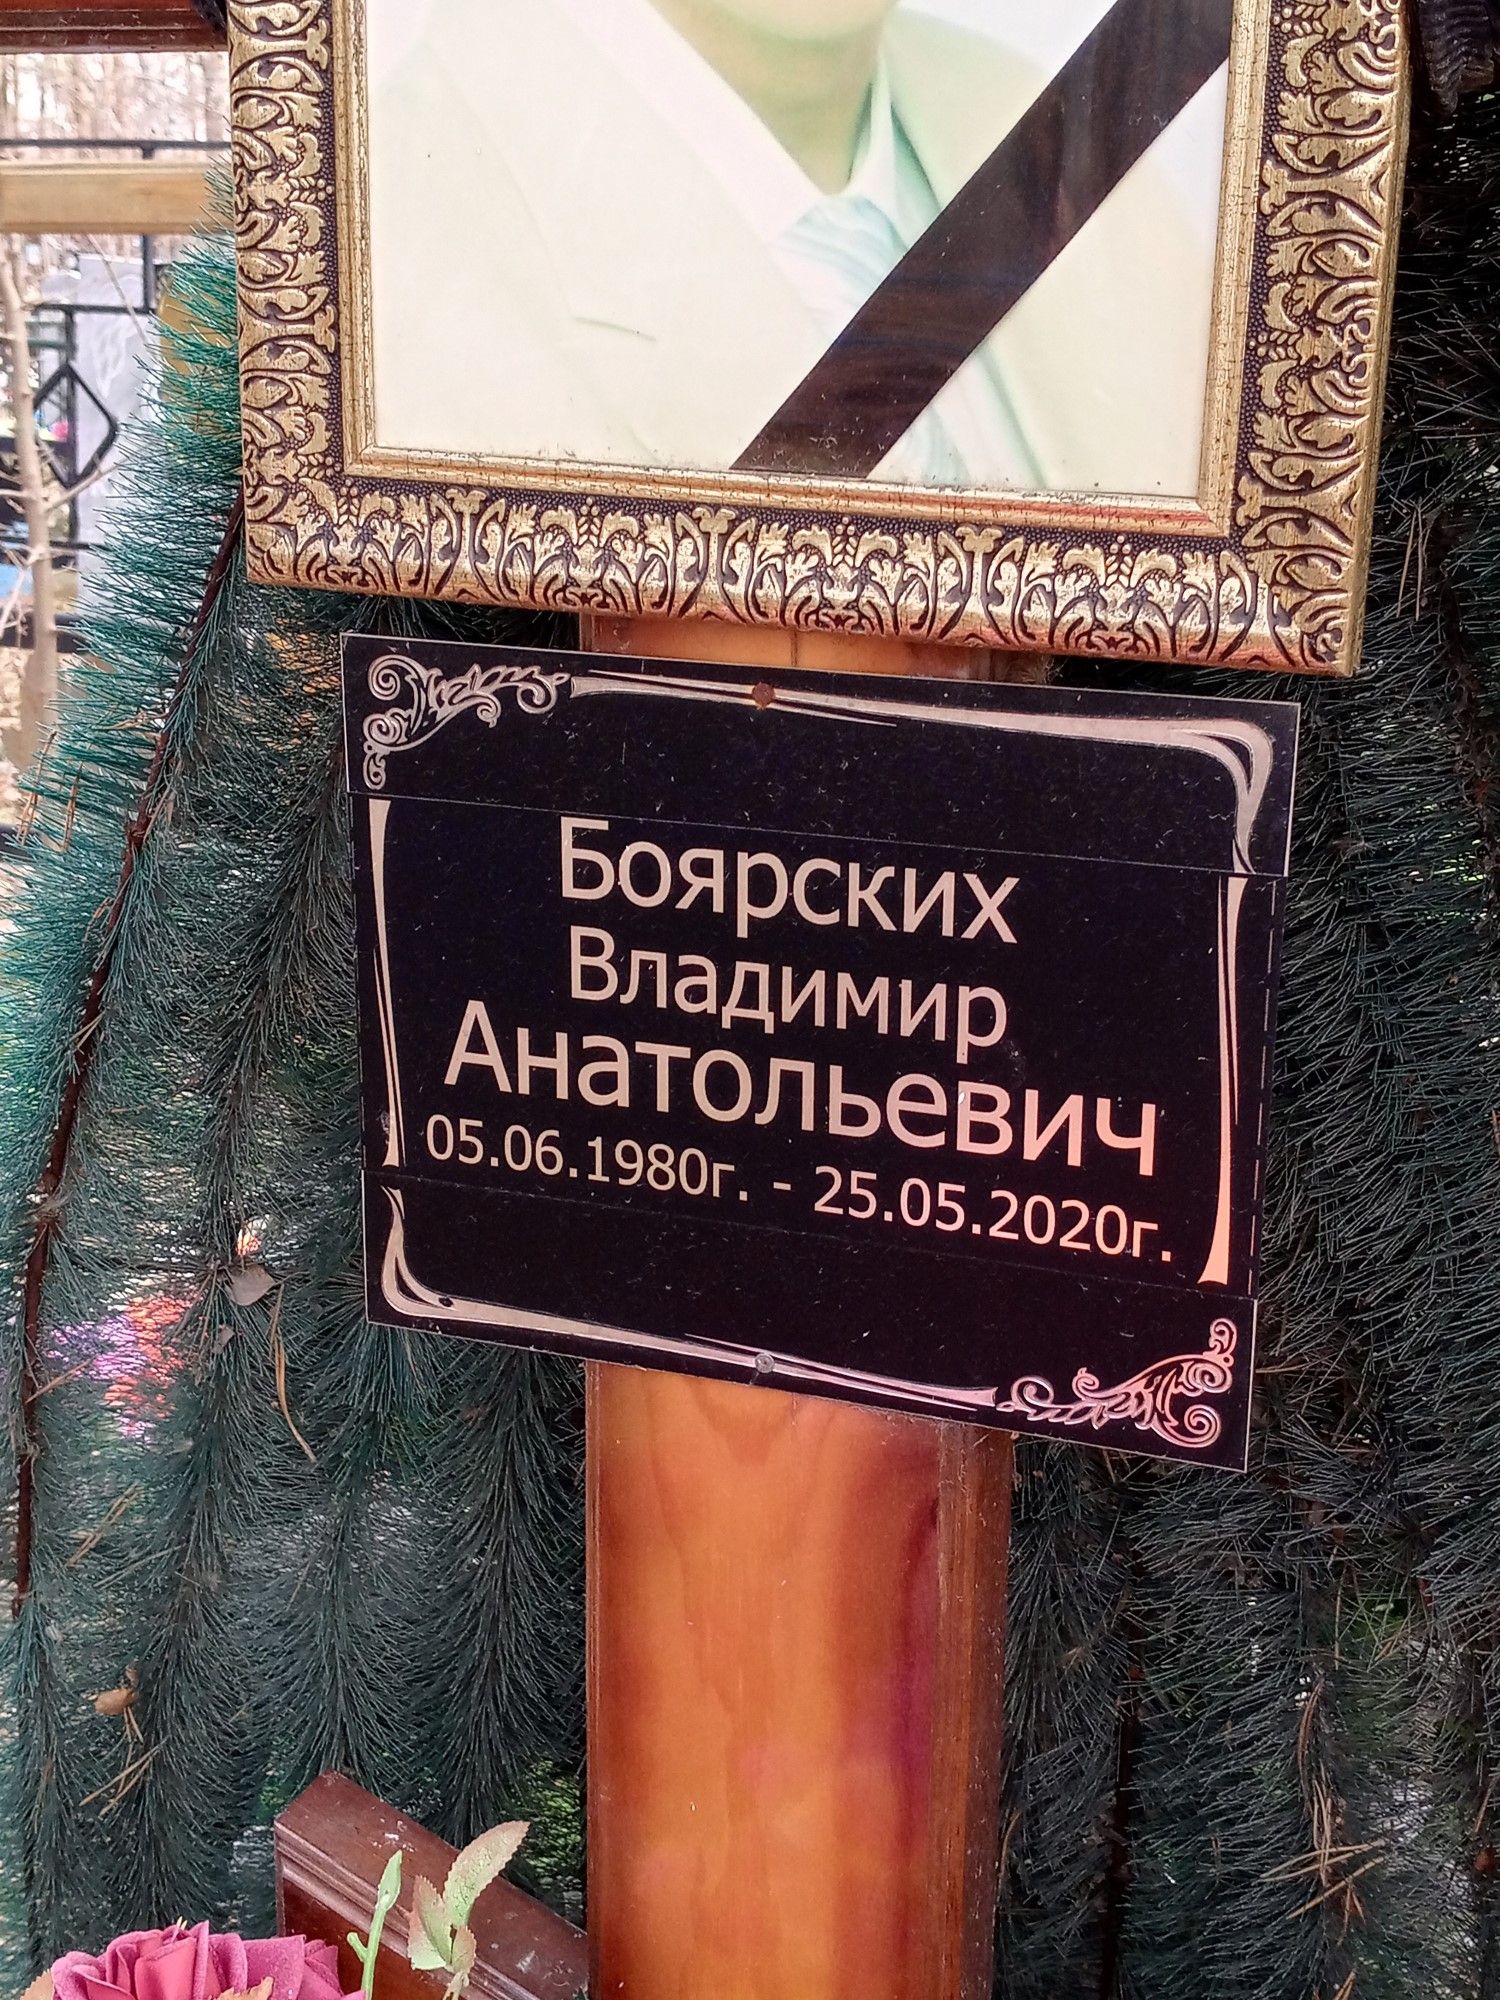 Боярских
Владимир
Анатольевич
05.06.1980г. - 25.05.2020г.